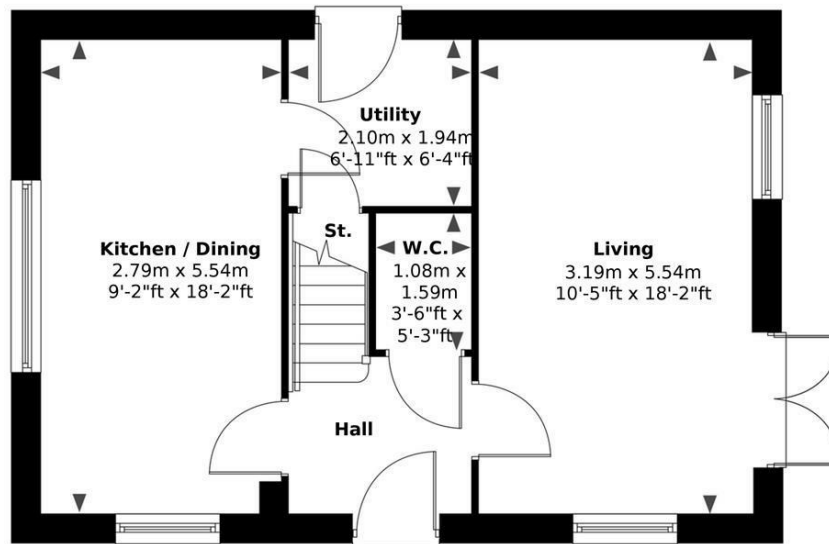 Utility
2.10m x 1.94m
6'-11"ft x 6'-4"ft
Kitchen / Dining
2.79m x 5.54m
9'-2"ft x 18'-2"ft
St.
W.C.
1.08m x
1.59m
3'-6"ft x
5'-3"ft
Living
3.19m x 5.54m
10'-5"ft x 18'-2"ft
Hall